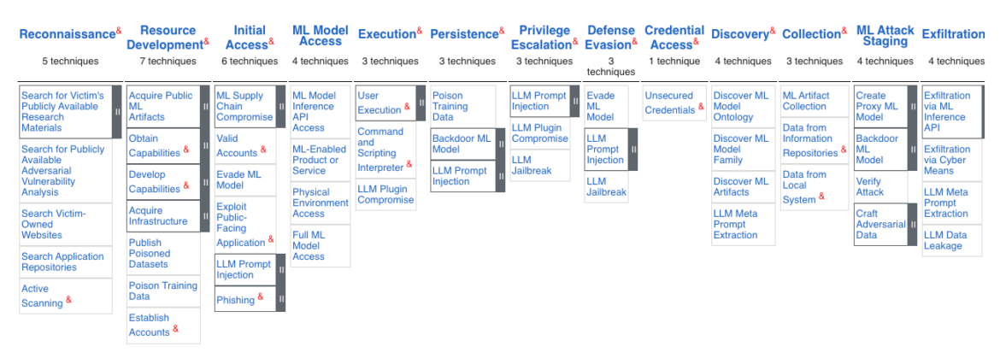 Reconnaissance&
5 techniques
Search for Victim's
Publicly Available
Research
Materials
Search for Publicly
Available
Adversarial
Vulnerability
Analysis
Search Victim-
Owned
Websites
Search Application
Repositories
Active
Scanning &
Resource
Development&
7 techniques
Acquire Public
ML
Artifacts
Obtain
Capabilities &
Develop
Capabilities &
Acquire
Infrastructure
Publish
Poisoned
Datasets
Poison Training
Data
Establish
Accounts &
Initial
Access&
6 techniques
ML Supply
Chain
Compromise
Valid
Accounts &
Evade ML
Model
Exploit
Public-
Facing
Application &
LLM Prompt
Injection
Phishing &
ML Model
Access
4 techniques
ML Model
Inference
API
Access
ML-Enabled
Product or
Service
Physical
Environment
Access
Full ML
Model
Access
Execution&
3 techniques
User
Execution &
Command
and
Scripting
Interpreter &
LLM Plugin
Compromise
Persistence&
3 techniques
Poison
Training
Data
Backdoor ML
Model
LLM Prompt
Injection
Privilege
Escalation&
3 techniques
LLM Prompt
Injection
LLM Plugin
Compromise
LLM
Jailbreak
Defense
Evasion&
3
techniques
Evade
ML
Model
LLM
Prompt
Injection
LLM
Jailbreak
Credential
Access&
1 technique
Unsecured
Credentials &
Discovery&
4 techniques
Discover ML
Model
Ontology
Discover ML
Model
Family
Discover ML
Artifacts
LLM Meta
Prompt
Extraction
Collection&
3 techniques
ML Artifact
Collection
Data from
Information
Repositories &
Data from
Local
System &
ML Attack
Staging
4 techniques
Create
Proxy ML
Model
Backdoor
ML
Model
Verify
Attack
Craft
Adversarial
Data
Exfiltration
4 techniques
Exfiltration
via ML
Inference
API
Exfiltration
via Cyber
Means
LLM Meta
Prompt
Extraction
LLM Data
Leakage